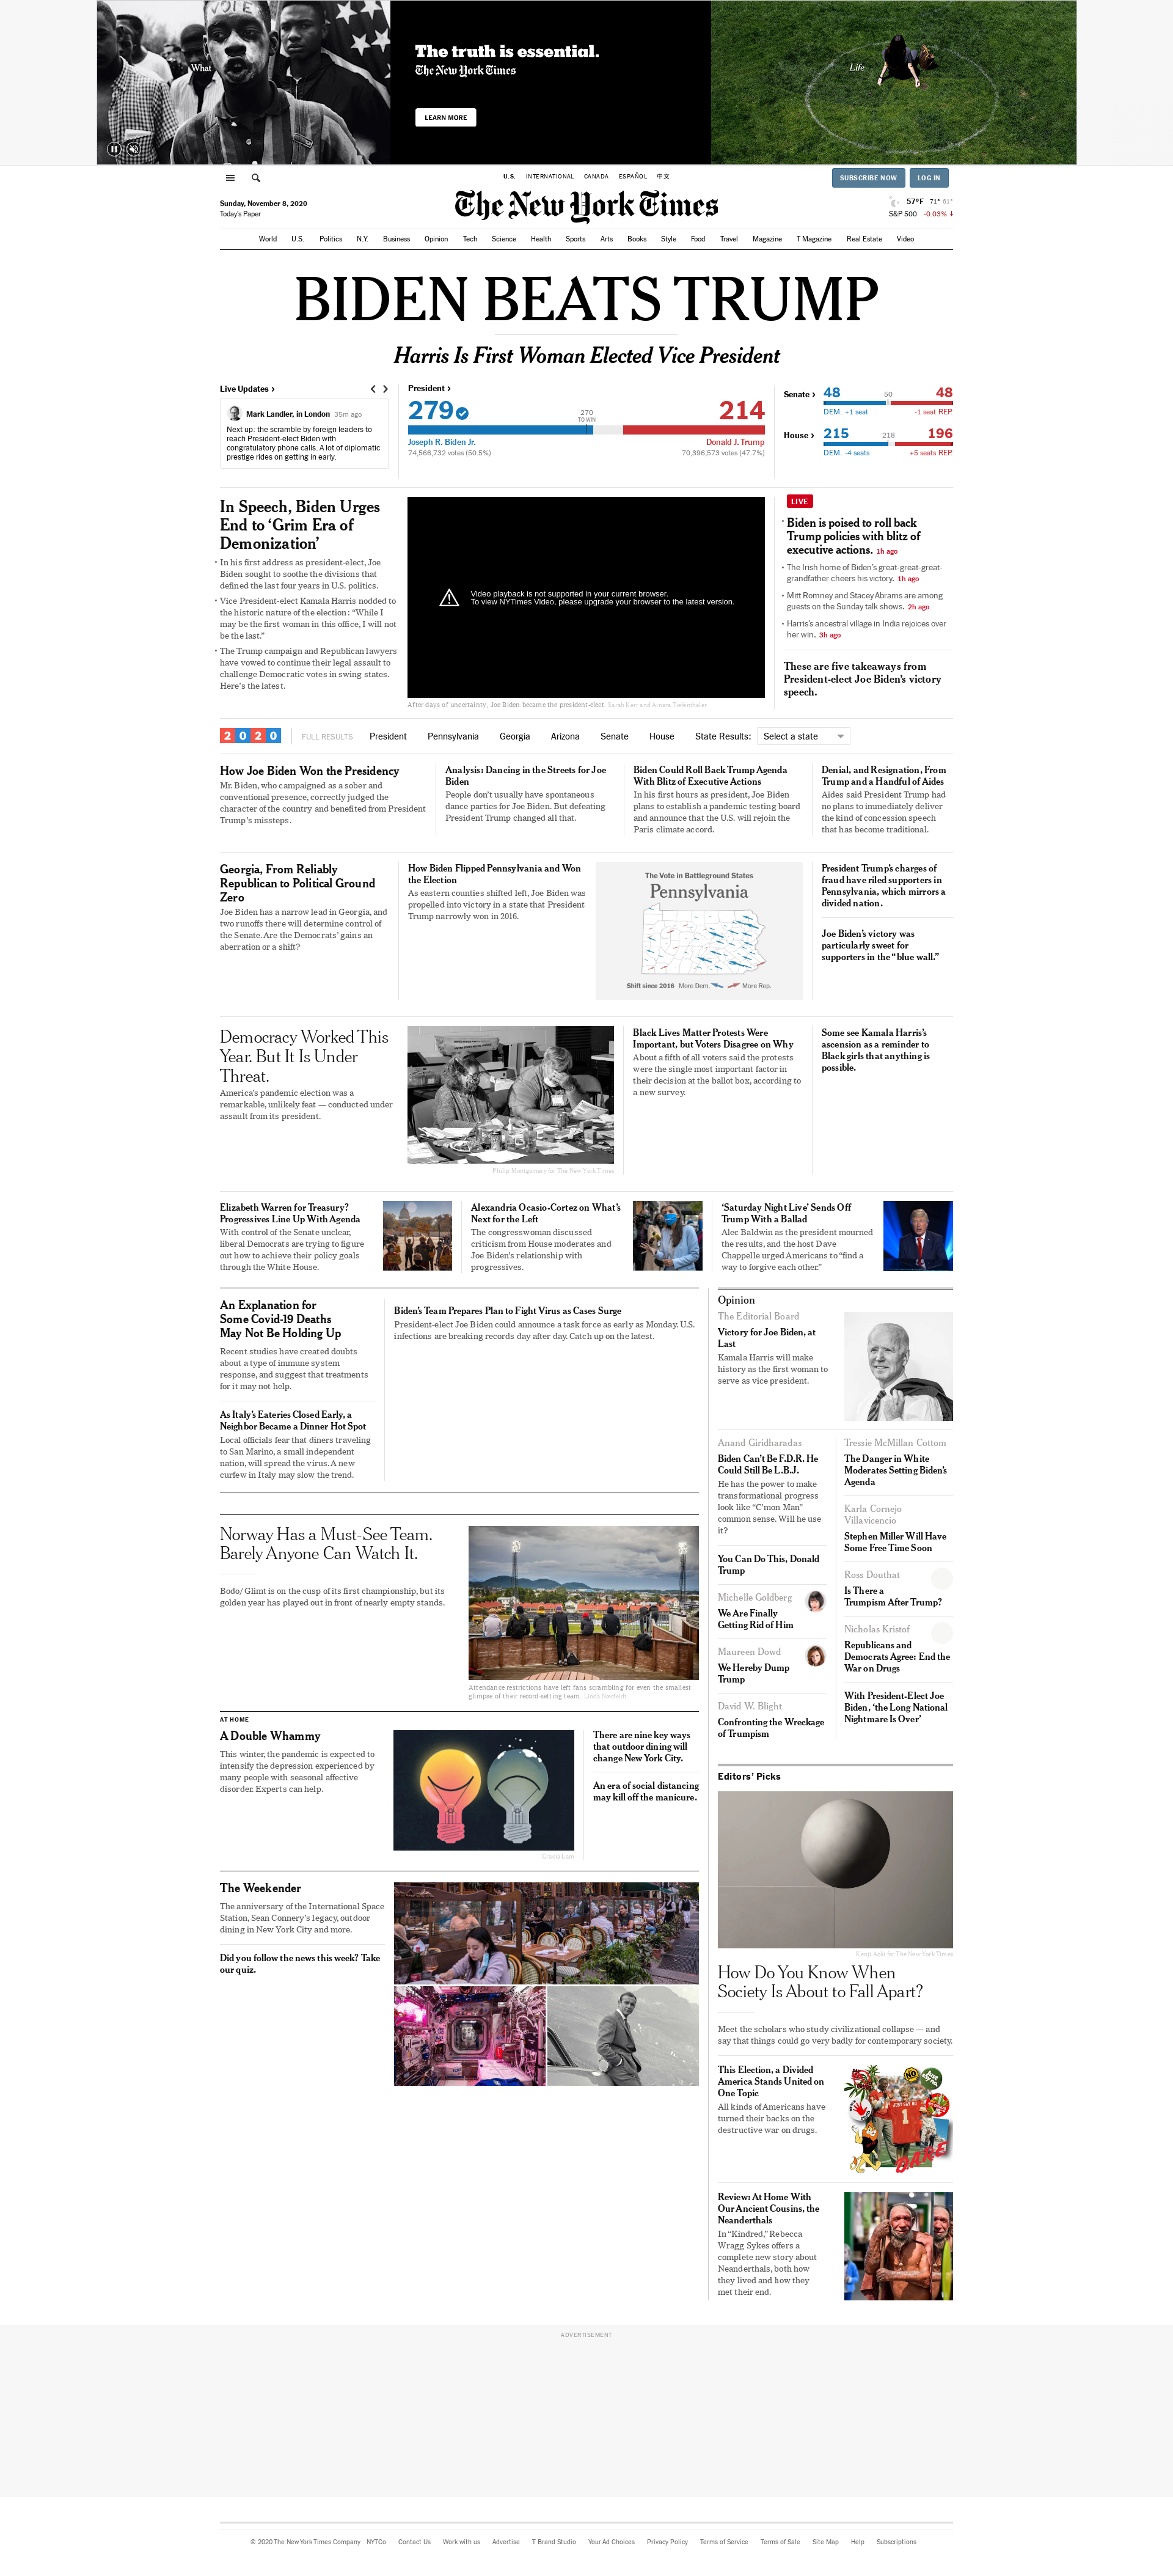 VOTE
What
The truth is essential.
The New York Times
LEARN MORE
Life
U.S. INTERNATIONAL CANADA ESPAÑOL 中文
SUBSCRIBE NOW LOG IN
Sunday, November 8, 2020
Today's Paper
The New York Times
57°F 71° 61°
S&P 500 -0.03%
World U.S. Politics N.Y. Business Opinion Tech Science Health Sports Arts Books Style Food Travel Magazine T Magazine Real Estate Video
BIDEN BEATS TRUMP
Harris Is First Woman Elected Vice President
Live Updates
Mark Landler, in London 35m ago
Next up: the scramble by foreign leaders to
reach President-elect Biden with
congratulatory phone calls. A lot of diplomatic
prestige rides on getting in early.
President
279 270 TO WIN 214
Joseph R. Biden Jr. Donald J. Trump
74,566,732 votes (50.5%) 70,396,573 votes (47.7%)
Senate 48 50 48
DEM. +1 seat -1 seat REP.
House 215 218 196
DEM. -4 seats +5 seats REP.
In Speech, Biden Urges
End to ‘Grim Era of
Demonization’
In his first address as president-elect, Joe
Biden sought to soothe the divisions that
defined the last four years in U.S. politics.
Vice President-elect Kamala Harris nodded to
the historic nature of the election: “While I
may be the first woman in this office, I will not
be the last.”
The Trump campaign and Republican lawyers
have vowed to continue their legal assault to
challenge Democratic votes in swing states.
Here’s the latest.
Video playback is not supported in your current browser.
To view NYTimes Video, please upgrade your browser to the latest version.
After days of uncertainty, Joe Biden became the president-elect. Sarah Kerr and Ainara Tiefenthäler
LIVE
Biden is poised to roll back
Trump policies with blitz of
executive actions. 1h ago
The Irish home of Biden’s great-great-great-
grandfather cheers his victory. 1h ago
Mitt Romney and Stacey Abrams are among
guests on the Sunday talk shows. 2h ago
Harris’s ancestral village in India rejoices over
her win. 3h ago
These are five takeaways from
President-elect Joe Biden’s victory
speech.
2020 FULL RESULTS President Pennsylvania Georgia Arizona Senate House State Results: Select a state
How Joe Biden Won the Presidency
Mr. Biden, who campaigned as a sober and
conventional presence, correctly judged the
character of the country and benefited from President
Trump’s missteps.
Analysis: Dancing in the Streets for Joe
Biden
People don’t usually have spontaneous
dance parties for Joe Biden. But defeating
President Trump changed all that.
Biden Could Roll Back Trump Agenda
With Blitz of Executive Actions
In his first hours as president, Joe Biden
plans to establish a pandemic testing board
and announce that the U.S. will rejoin the
Paris climate accord.
Denial, and Resignation, From
Trump and a Handful of Aides
Aides said President Trump had
no plans to immediately deliver
the kind of concession speech
that has become traditional.
Georgia, From Reliably
Republican to Political Ground
Zero
Joe Biden has a narrow lead in Georgia, and
two runoffs there will determine control of
the Senate. Are the Democrats’ gains an
aberration or a shift?
How Biden Flipped Pennsylvania and Won
the Election
As eastern counties shifted left, Joe Biden was
propelled into victory in a state that President
Trump narrowly won in 2016.
The Vote in Battleground States
Pennsylvania
Shift since 2016 More Dem. More Rep.
President Trump’s charges of
fraud have riled supporters in
Pennsylvania, which mirrors a
divided nation.
Joe Biden’s victory was
particularly sweet for
supporters in the “blue wall.”
Democracy Worked This
Year. But It Is Under
Threat.
America’s pandemic election was a
remarkable, unlikely feat — conducted under
assault from its president.
Philip Montgomery for The New York Times
Black Lives Matter Protests Were
Important, but Voters Disagree on Why
About a fifth of all voters said the protests
were the single most important factor in
their decision at the ballot box, according to
a new survey.
Some see Kamala Harris’s
ascension as a reminder to
Black girls that anything is
possible.
Elizabeth Warren for Treasury?
Progressives Line Up With Agenda
With control of the Senate unclear,
liberal Democrats are trying to figure
out how to achieve their policy goals
through the White House.
Alexandria Ocasio-Cortez on What’s
Next for the Left
The congresswoman discussed
criticism from House moderates and
Joe Biden’s relationship with
progressives.
‘Saturday Night Live’ Sends Off
Trump With a Ballad
Alec Baldwin as the president mourned
the results, and the host Dave
Chappelle urged Americans to “find a
way to forgive each other.”
An Explanation for
Some Covid-19 Deaths
May Not Be Holding Up
Recent studies have created doubts
about a type of immune system
response, and suggest that treatments
for it may not help.
As Italy’s Eateries Closed Early, a
Neighbor Became a Dinner Hot Spot
Local officials fear that diners traveling
to San Marino, a small independent
nation, will spread the virus. A new
curfew in Italy may slow the trend.
Biden’s Team Prepares Plan to Fight Virus as Cases Surge
President-elect Joe Biden could announce a task force as early as Monday. U.S.
infections are breaking records day after day. Catch up on the latest.
Norway Has a Must-See Team.
Barely Anyone Can Watch It.
Bodo/Glimt is on the cusp of its first championship, but its
golden year has played out in front of nearly empty stands.
Attendance restrictions have left fans scrambling for even the smallest
glimpse of their record-setting team. Linda Naesfeldt
AT HOME
A Double Whammy
This winter, the pandemic is expected to
intensify the depression experienced by
many people with seasonal affective
disorder. Experts can help.
Gracia Lam
There are nine key ways
that outdoor dining will
change New York City.
An era of social distancing
may kill off the manicure.
The Weekender
The anniversary of the International Space
Station, Sean Connery’s legacy, outdoor
dining in New York City and more.
Did you follow the news this week? Take
our quiz.
Opinion
The Editorial Board
Victory for Joe Biden, at
Last
Kamala Harris will make
history as the first woman to
serve as vice president.
Anand Giridharadas
Biden Can’t Be F.D.R. He
Could Still Be L.B.J.
He has the power to make
transformational progress
look like “C’mon Man”
common sense. Will he use
it?
You Can Do This, Donald
Trump
Michelle Goldberg
We Are Finally
Getting Rid of Him
Maureen Dowd
We Hereby Dump
Trump
David W. Blight
Confronting the Wreckage
of Trumpism
Tressie McMillan Cottom
The Danger in White
Moderates Setting Biden’s
Agenda
Karla Cornejo
Villavicencio
Stephen Miller Will Have
Some Free Time Soon
Ross Douthat
Is There a
Trumpism After Trump?
Nicholas Kristof
Republicans and
Democrats Agree: End the
War on Drugs
With President-Elect Joe
Biden, ‘the Long National
Nightmare Is Over’
Editors’ Picks
Kenji Aoki for The New York Times
How Do You Know When
Society Is About to Fall Apart?
Meet the scholars who study civilizational collapse — and
say that things could go very badly for contemporary society.
This Election, a Divided
America Stands United on
One Topic
All kinds of Americans have
turned their backs on the
destructive war on drugs.
NO
JUST SAY NO
1
DARE
Review: At Home With
Our Ancient Cousins, the
Neanderthals
In “Kindred,” Rebecca
Wragg Sykes offers a
complete new story about
Neanderthals, both how
they lived and how they
met their end.
ADVERTISEMENT
© 2020 The New York Times Company NYTCo Contact Us Work with us Advertise T Brand Studio Your Ad Choices Privacy Policy Terms of Service Terms of Sale Site Map Help Subscriptions